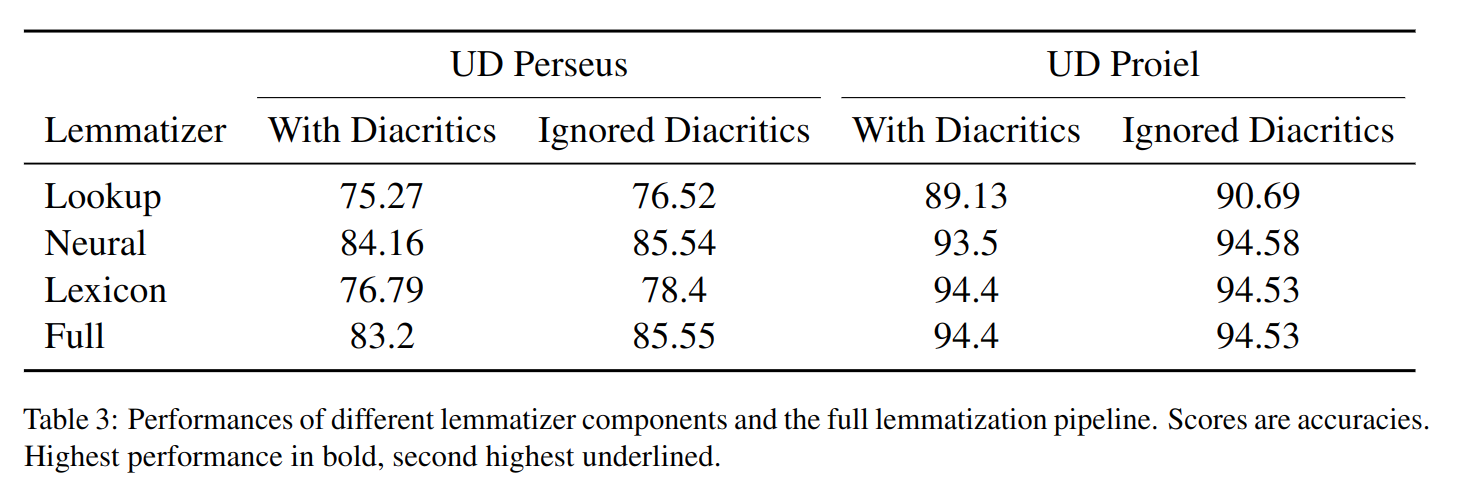 UD Perseus UD Proiel
Lemmatizer With Diacritics Ignored Diacritics With Diacritics Ignored Diacritics
Lookup 75.27 76.52 89.13 90.69
Neural 84.16 85.54 93.5 94.58
Lexicon 76.79 78.4 94.4 94.53
Full 83.2 85.55 94.4 94.53
Table 3: Performances of different lemmatizer components and the full lemmatization pipeline. Scores are accuracies.
Highest performance in bold, second highest underlined.